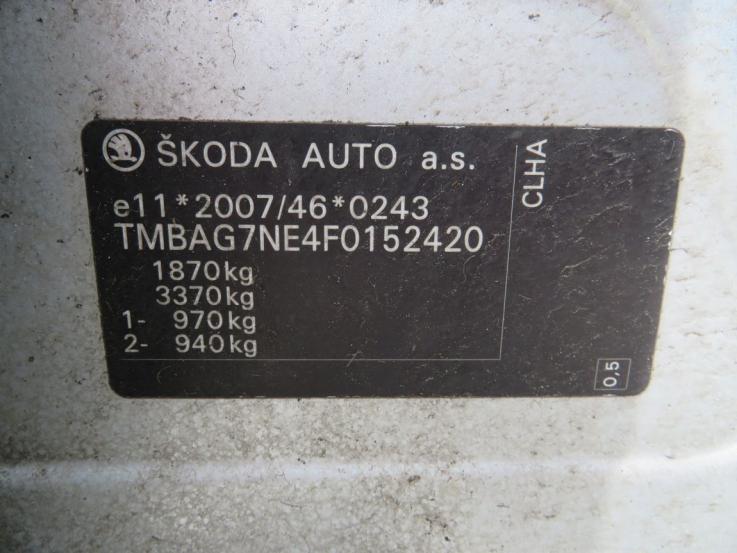 ŠKODA AUTO a.s.
e11*2007/46*0243
TMBAG7NE4F0152420
1870kg
3370kg
1- 970kg
2- 940kg
CLHA
0,5